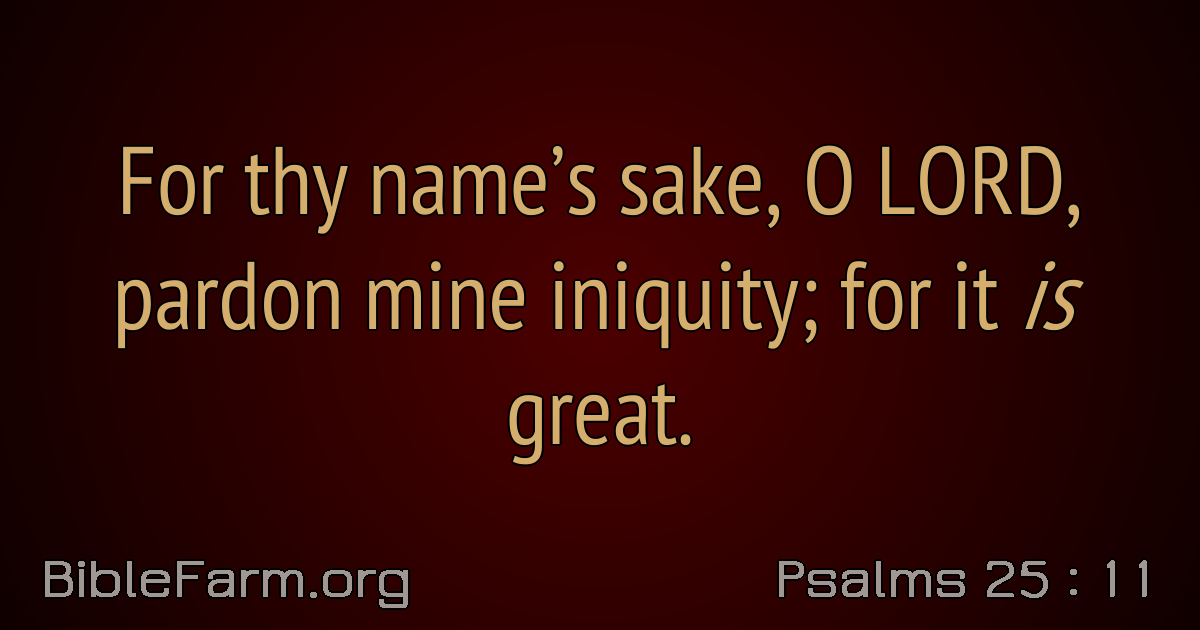 For thy name’s sake, O LORD,
pardon mine iniquity; for it is
great.
BibleFarm.org
Psalms 25 : 11